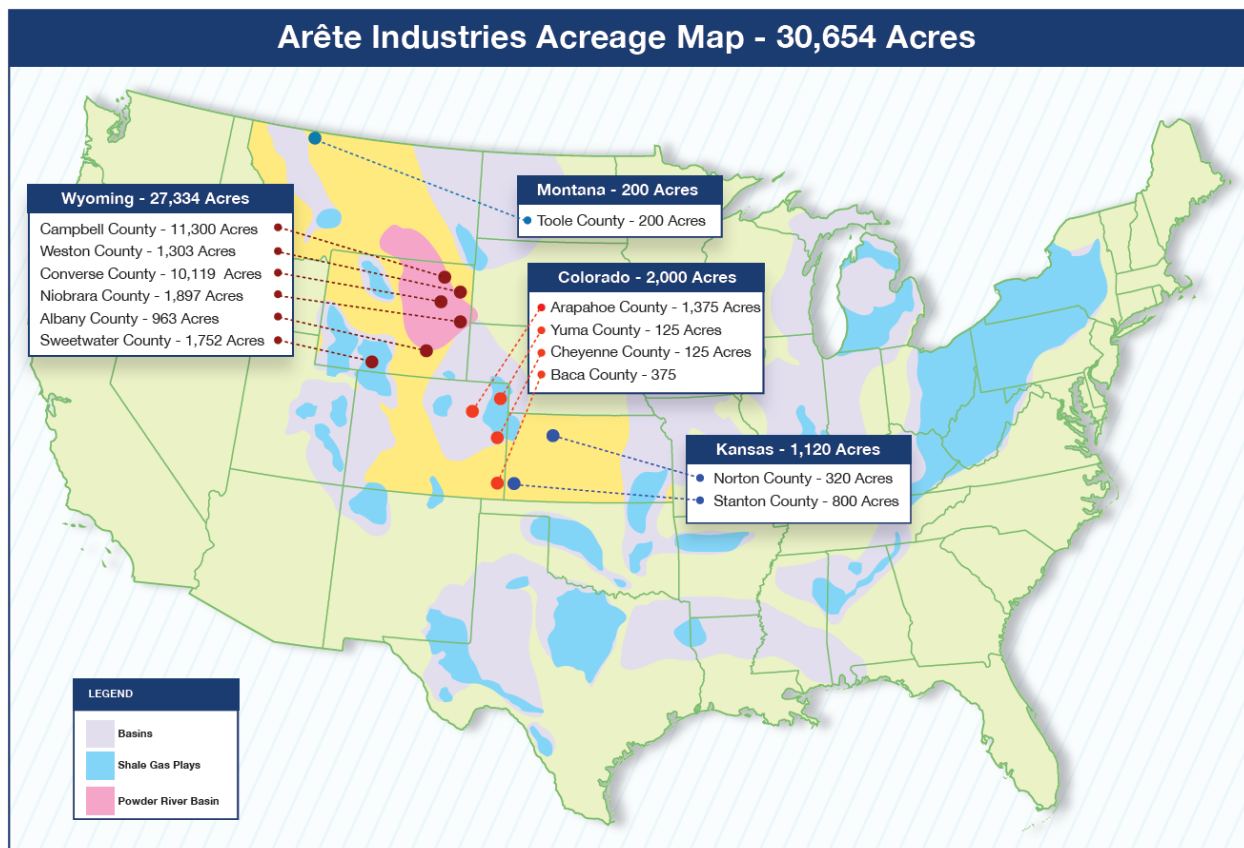 Arête Industries Acreage Map - 30,654 Acres
Wyoming - 27,334 Acres
Campbell County - 11,300 Acres
Weston County - 1,303 Acres
Converse County - 10,119 Acres
Niobrara County - 1,897 Acres
Albany County - 963 Acres
Sweetwater County - 1,752 Acres
Montana - 200 Acres
Toole County - 200 Acres
Colorado - 2,000 Acres
Arapahoe County - 1,375 Acres
Yuma County - 125 Acres
Cheyenne County - 125 Acres
Baca County - 375
Kansas - 1,120 Acres
Norton County - 320 Acres
Stanton County - 800 Acres
LEGEND
Basins
Shale Gas Plays
Powder River Basin